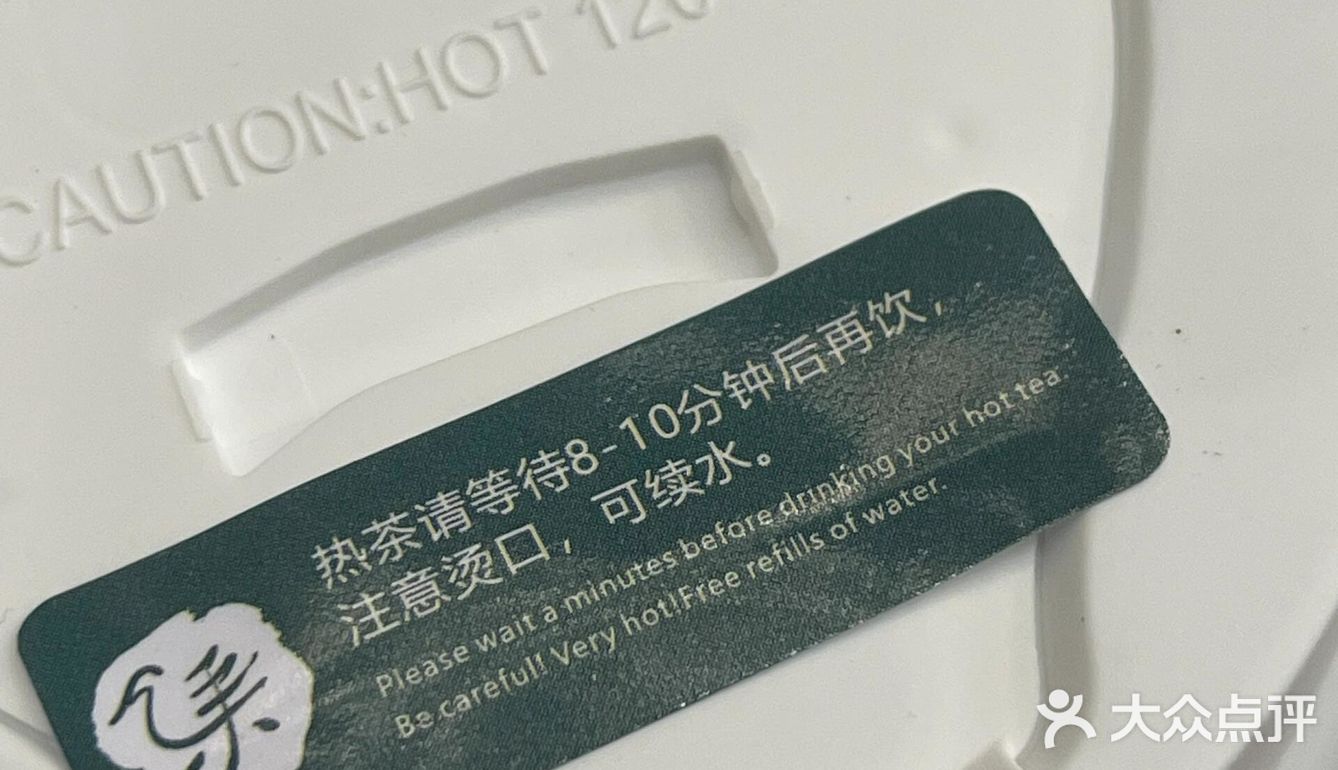 CAUTION:HOT 120
热茶请等待8-10分钟后再饮，
注意烫口，可续水。
Please wait a minutes before drinking your hot tea.
Be careful! Very hot!Free refills of water.
大众点评